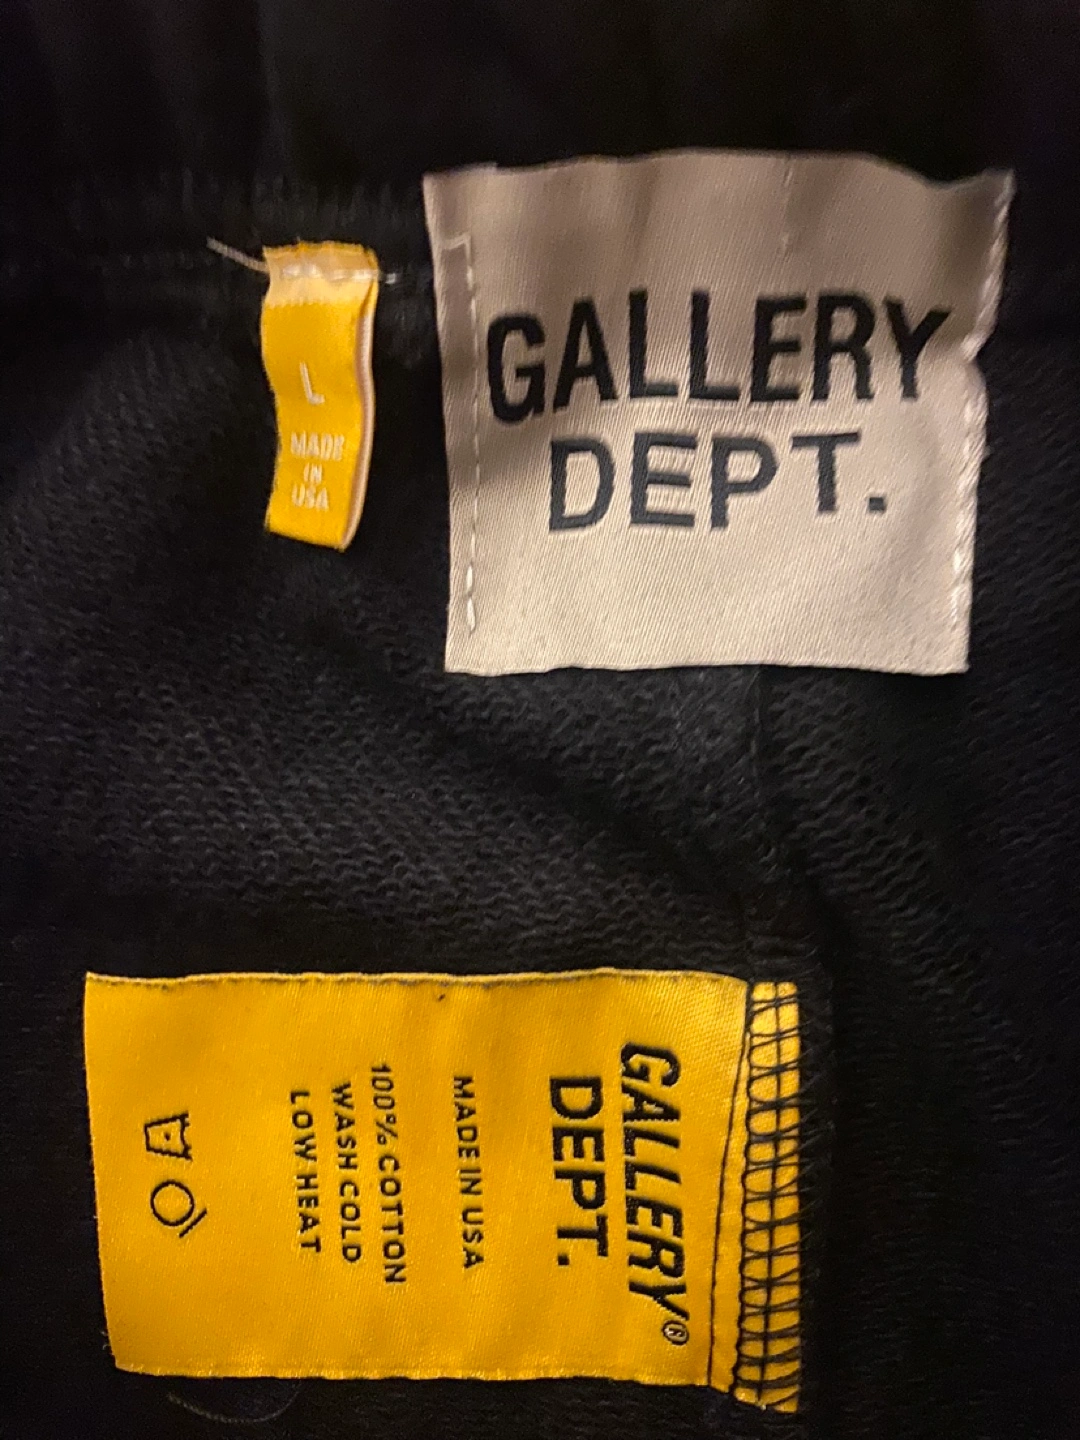 L
MADE
IN
USA
GALLERY
DEPT.
GALLERY®
DEPT.
MADE IN USA
100% COTTON
WASH COLD
LOW HEAT